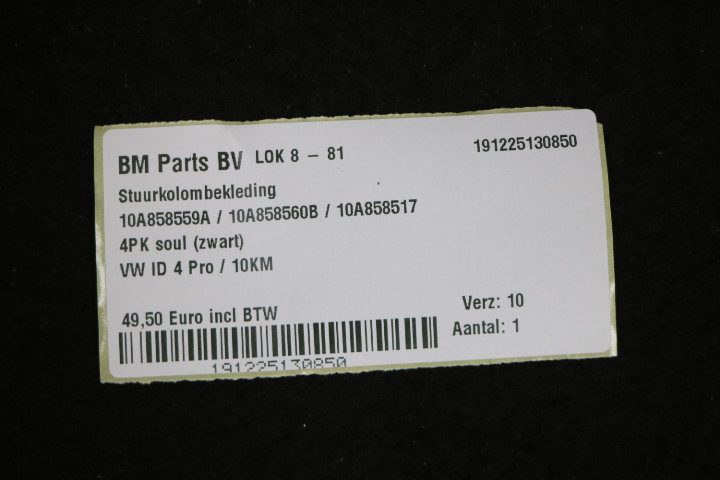 BM Parts BV LOK 8 – 81 191225130850
Stuurkolombekleding
10A858559A / 10A858560B / 10A858517
4PK soul (zwart)
VW ID 4 Pro / 10KM
49,50 Euro incl BTW Verz: 10
Aantal: 1
191225130850